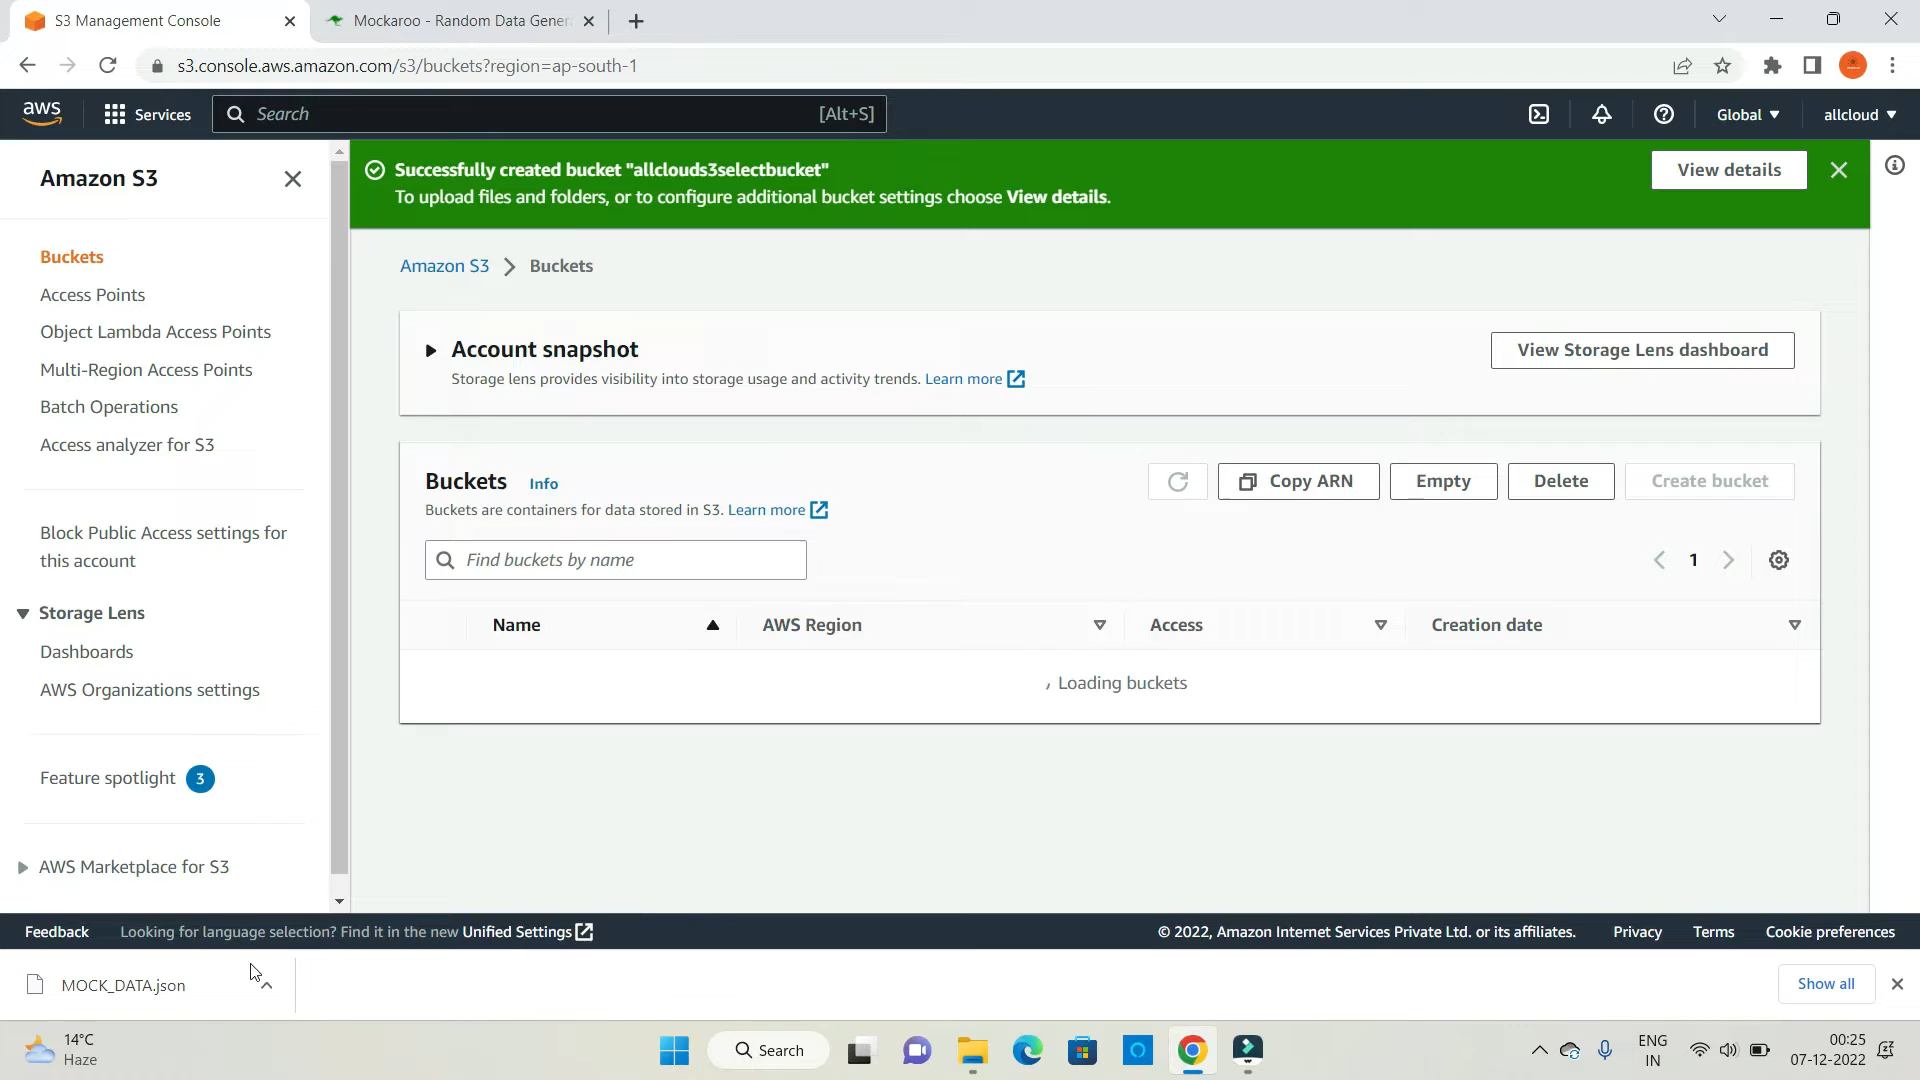 S3 Management Console
Mockaroo - Random Data Gener
s3.console.aws.amazon.com/s3/buckets?region=ap-south-1
aws
Services
Search
[Alt+S]
Global
allcloud
Amazon S3
Buckets
Access Points
Object Lambda Access Points
Multi-Region Access Points
Batch Operations
Access analyzer for S3
Block Public Access settings for
this account
Storage Lens
Dashboards
AWS Organizations settings
Feature spotlight 3
AWS Marketplace for S3
Successfully created bucket "allclouds3selectbucket"
To upload files and folders, or to configure additional bucket settings choose View details.
View details
Amazon S3 > Buckets
Account snapshot
Storage lens provides visibility into storage usage and activity trends. Learn more
View Storage Lens dashboard
Buckets Info
Buckets are containers for data stored in S3. Learn more
Copy ARN
Empty
Delete
Create bucket
Find buckets by name
1
Name
AWS Region
Access
Creation date
Loading buckets
Feedback
Looking for language selection? Find it in the new Unified Settings
© 2022, Amazon Internet Services Private Ltd. or its affiliates.
Privacy
Terms
Cookie preferences
MOCK_DATA.json
Show all
14°C
Haze
Search
ENG
IN
00:25
07-12-2022